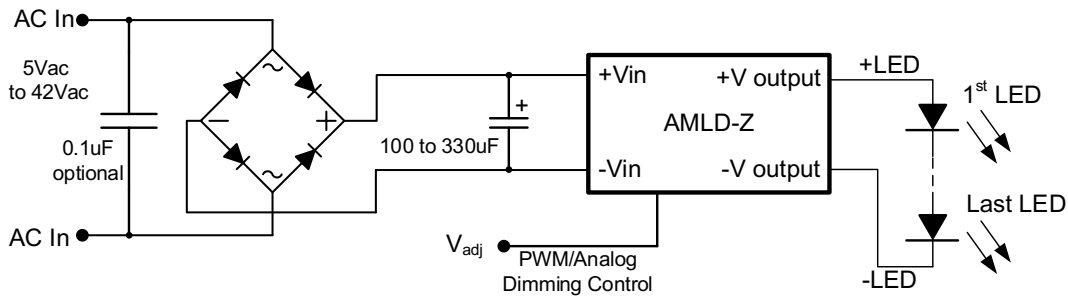 AC In
5Vac
to 42Vac
0.1uF
optional
AC In
~
−
+
~
+
100 to 330uF
+Vin
+V output
AMLD-Z
-Vin
-V output
Vadj
PWM/Analog
Dimming Control
+LED
1st LED
Last LED
-LED